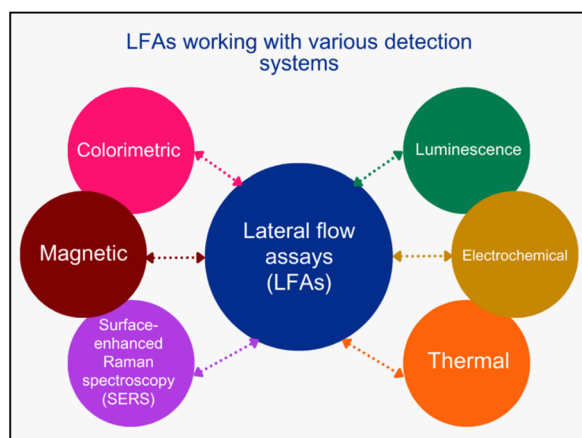 LFAs working with various detection
systems
Colorimetric
Luminescence
Magnetic
Lateral flow
assays
(LFAs)
Electrochemical
Surface-
enhanced
Raman
spectroscopy
(SERS)
Thermal